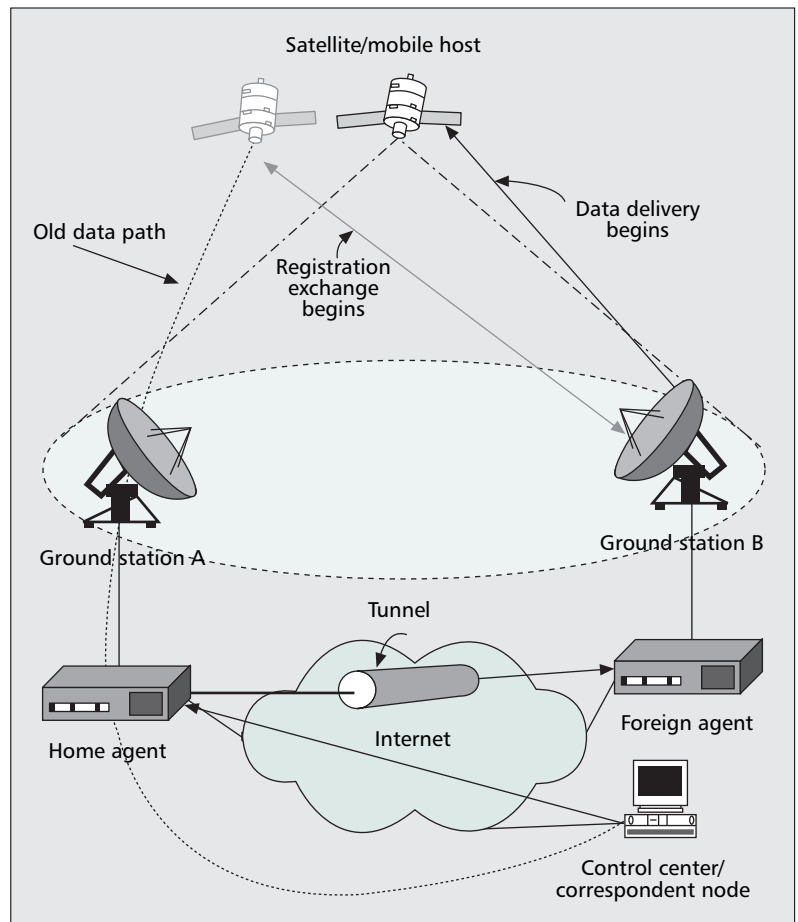 Satellite/mobile host
Data delivery
begins
Old data path
Registration
exchange
begins
Ground station A
Ground station B
Tunnel
Internet
Home agent
Foreign agent
Control center/
correspondent node